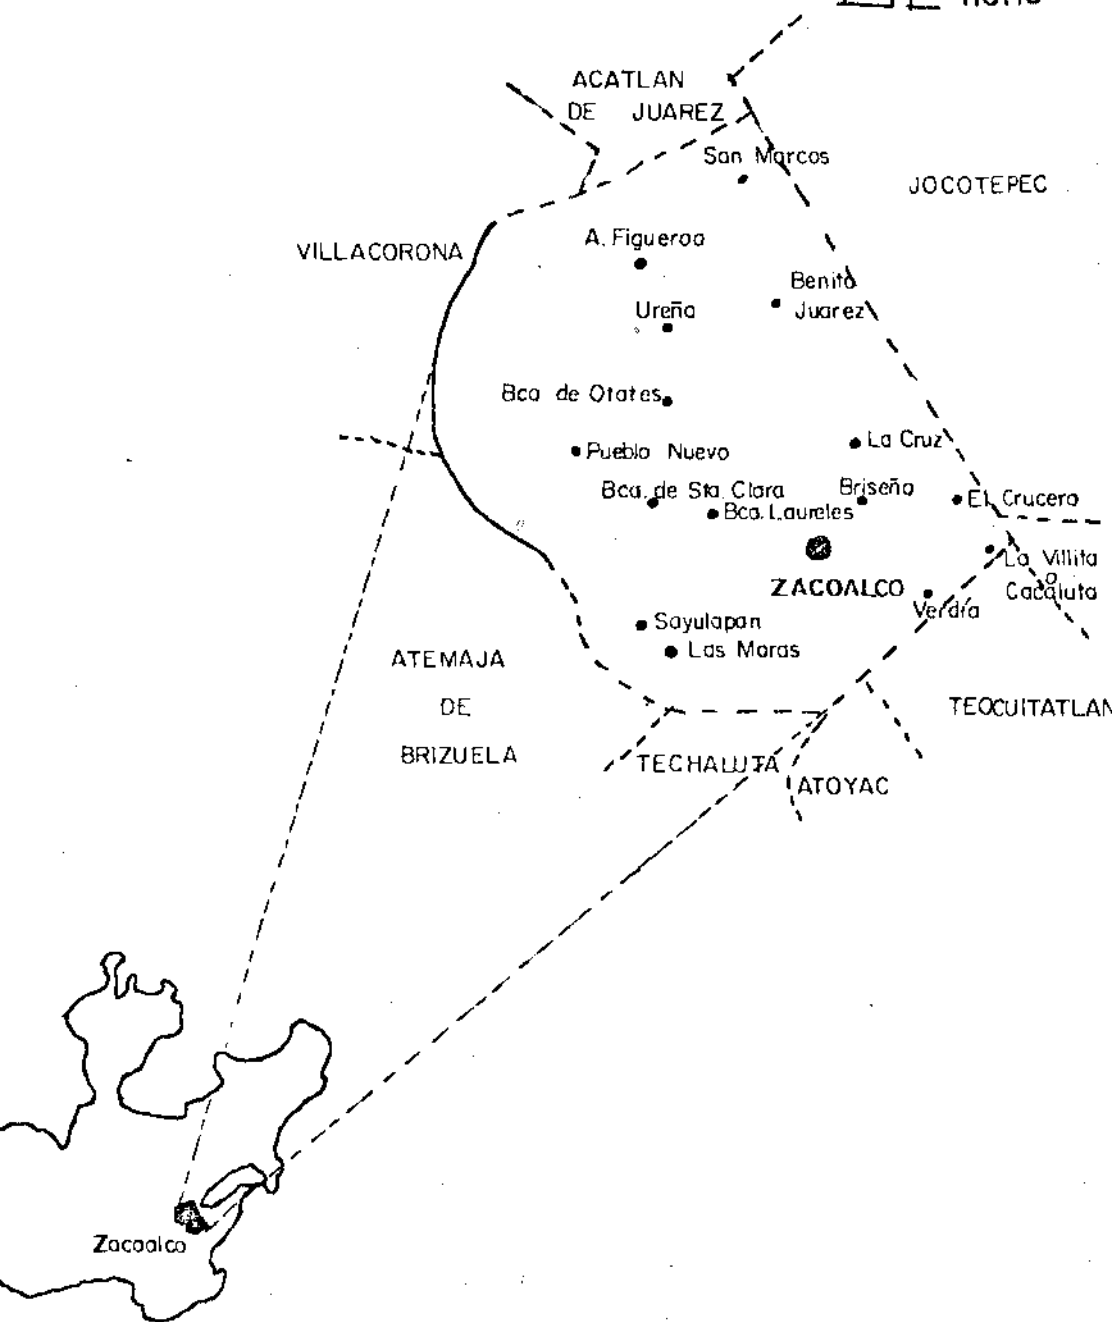 ACATLAN
DE JUAREZ
San Marcos
JOCOTEPEC
VILLACORONA
A. Figueroa
Benito
Juarez
Ureña
Bca de Otates
La Cruz
Pueblo Nuevo
Bca. de Sta. Clara
Briseño
El Crucero
Bca. Laureles
La Villita
ZACOALCO
Cacaluta
Verdía
Sayulapan
Las Moras
ATEMAJA
DE
BRIZUELA
TEOCUITATLAN
TECHALUTA
ATOYAC
Zacoalco